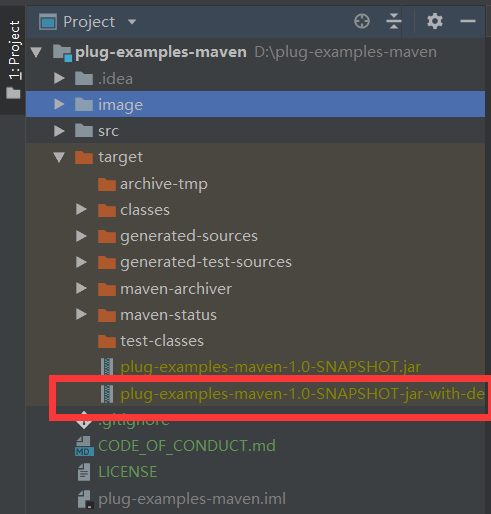 1: Project
Project
plug-examples-maven D:\plug-examples-maven
.idea
image
src
target
archive-tmp
classes
generated-sources
generated-test-sources
maven-archiver
maven-status
test-classes
plug-examples-maven-1.0-SNAPSHOT.jar
plug-examples-maven-1.0-SNAPSHOT-jar-with-de
.gitignore
MD CODE_OF_CONDUCT.md
LICENSE
plug-examples-maven.iml